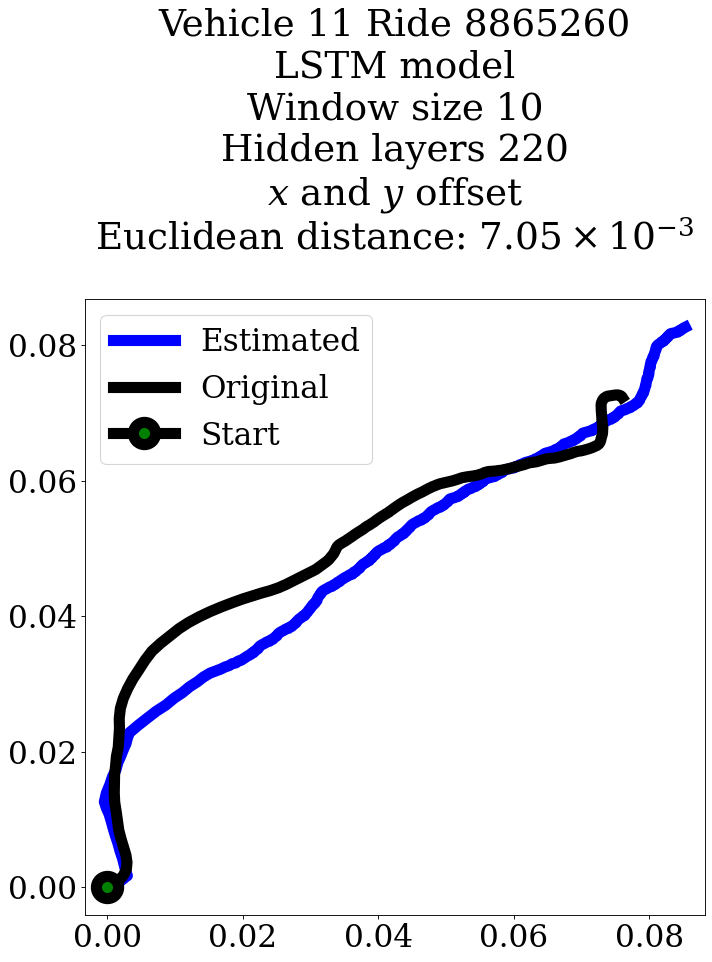 Vehicle 11 Ride 8865260
LSTM model
Window size 10
Hidden layers 220
x and y offset
Euclidean distance: 7.05 × 10⁻³
Estimated
Original
Start
0.08
0.06
0.04
0.02
0.00
0.00 0.02 0.04 0.06 0.08